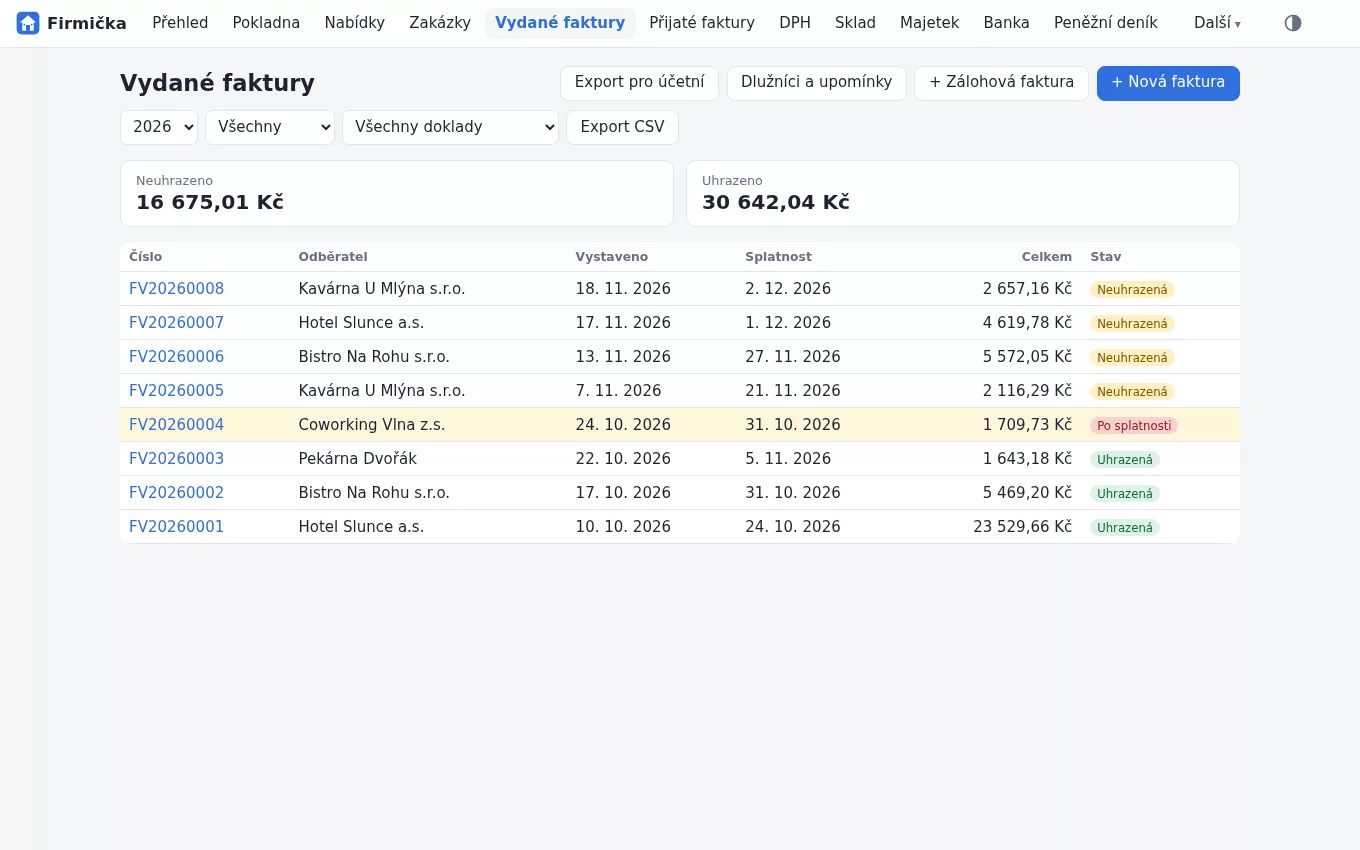 Firmička Přehled Pokladna Nabídky Zakázky Vydané faktury Přijaté faktury DPH Sklad Majetek Banka Peněžní deník Další ▾
Vydané faktury Export pro účetní Dlužníci a upomínky + Zálohová faktura + Nová faktura
2026 Všechny Všechny doklady Export CSV
Neuhrazeno Uhrazeno
16 675,01 Kč 30 642,04 Kč
Číslo Odběratel Vystaveno Splatnost Celkem Stav
FV20260008 Kavárna U Mlýna s.r.o. 18. 11. 2026 2. 12. 2026 2 657,16 Kč Neuhrazená
FV20260007 Hotel Slunce a.s. 17. 11. 2026 1. 12. 2026 4 619,78 Kč Neuhrazená
FV20260006 Bistro Na Rohu s.r.o. 13. 11. 2026 27. 11. 2026 5 572,05 Kč Neuhrazená
FV20260005 Kavárna U Mlýna s.r.o. 7. 11. 2026 21. 11. 2026 2 116,29 Kč Neuhrazená
FV20260004 Coworking Vlna z.s. 24. 10. 2026 31. 10. 2026 1 709,73 Kč Po splatnosti
FV20260003 Pekárna Dvořák 22. 10. 2026 5. 11. 2026 1 643,18 Kč Uhrazená
FV20260002 Bistro Na Rohu s.r.o. 17. 10. 2026 31. 10. 2026 5 469,20 Kč Uhrazená
FV20260001 Hotel Slunce a.s. 10. 10. 2026 24. 10. 2026 23 529,66 Kč Uhrazená